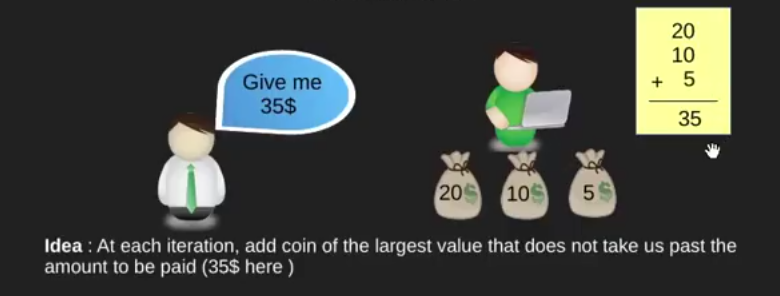 Give me
35$
20
10
+ 5
35
20$
10$
5$
Idea : At each iteration, add coin of the largest value that does not take us past the
amount to be paid (35$ here )